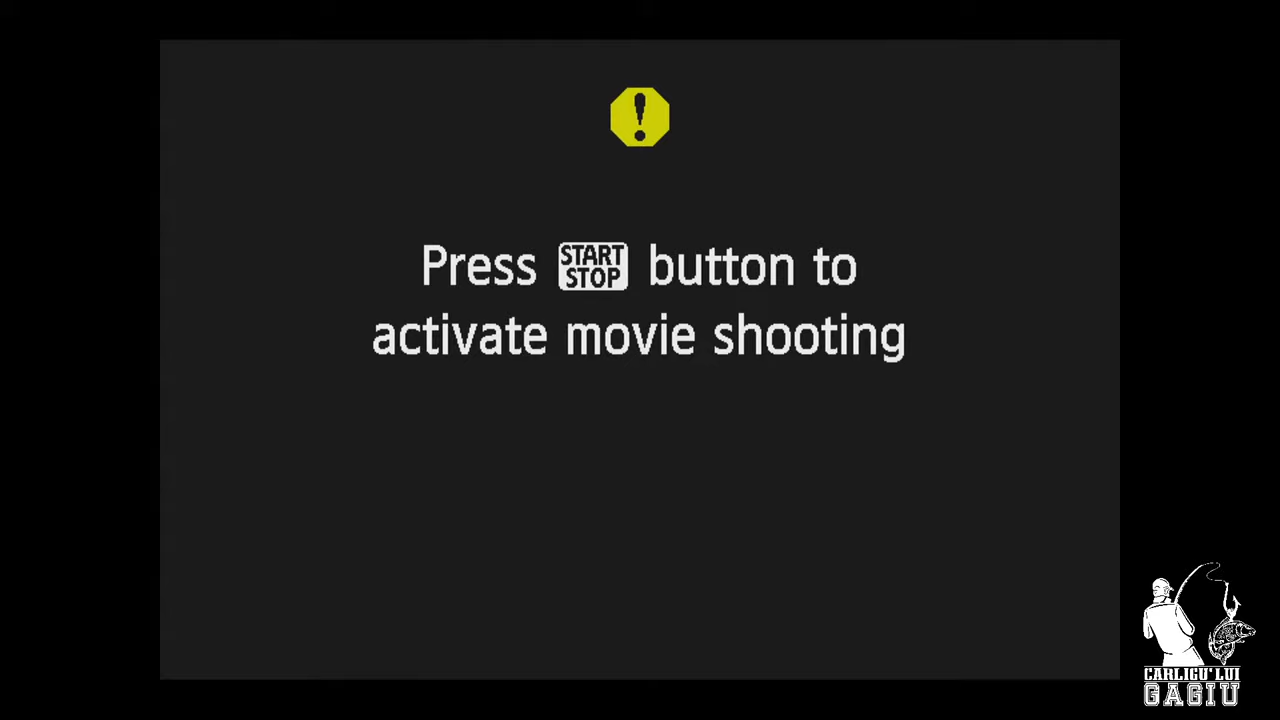 !
Press START STOP button to
activate movie shooting
CARLIGU'LUI
GAGIU